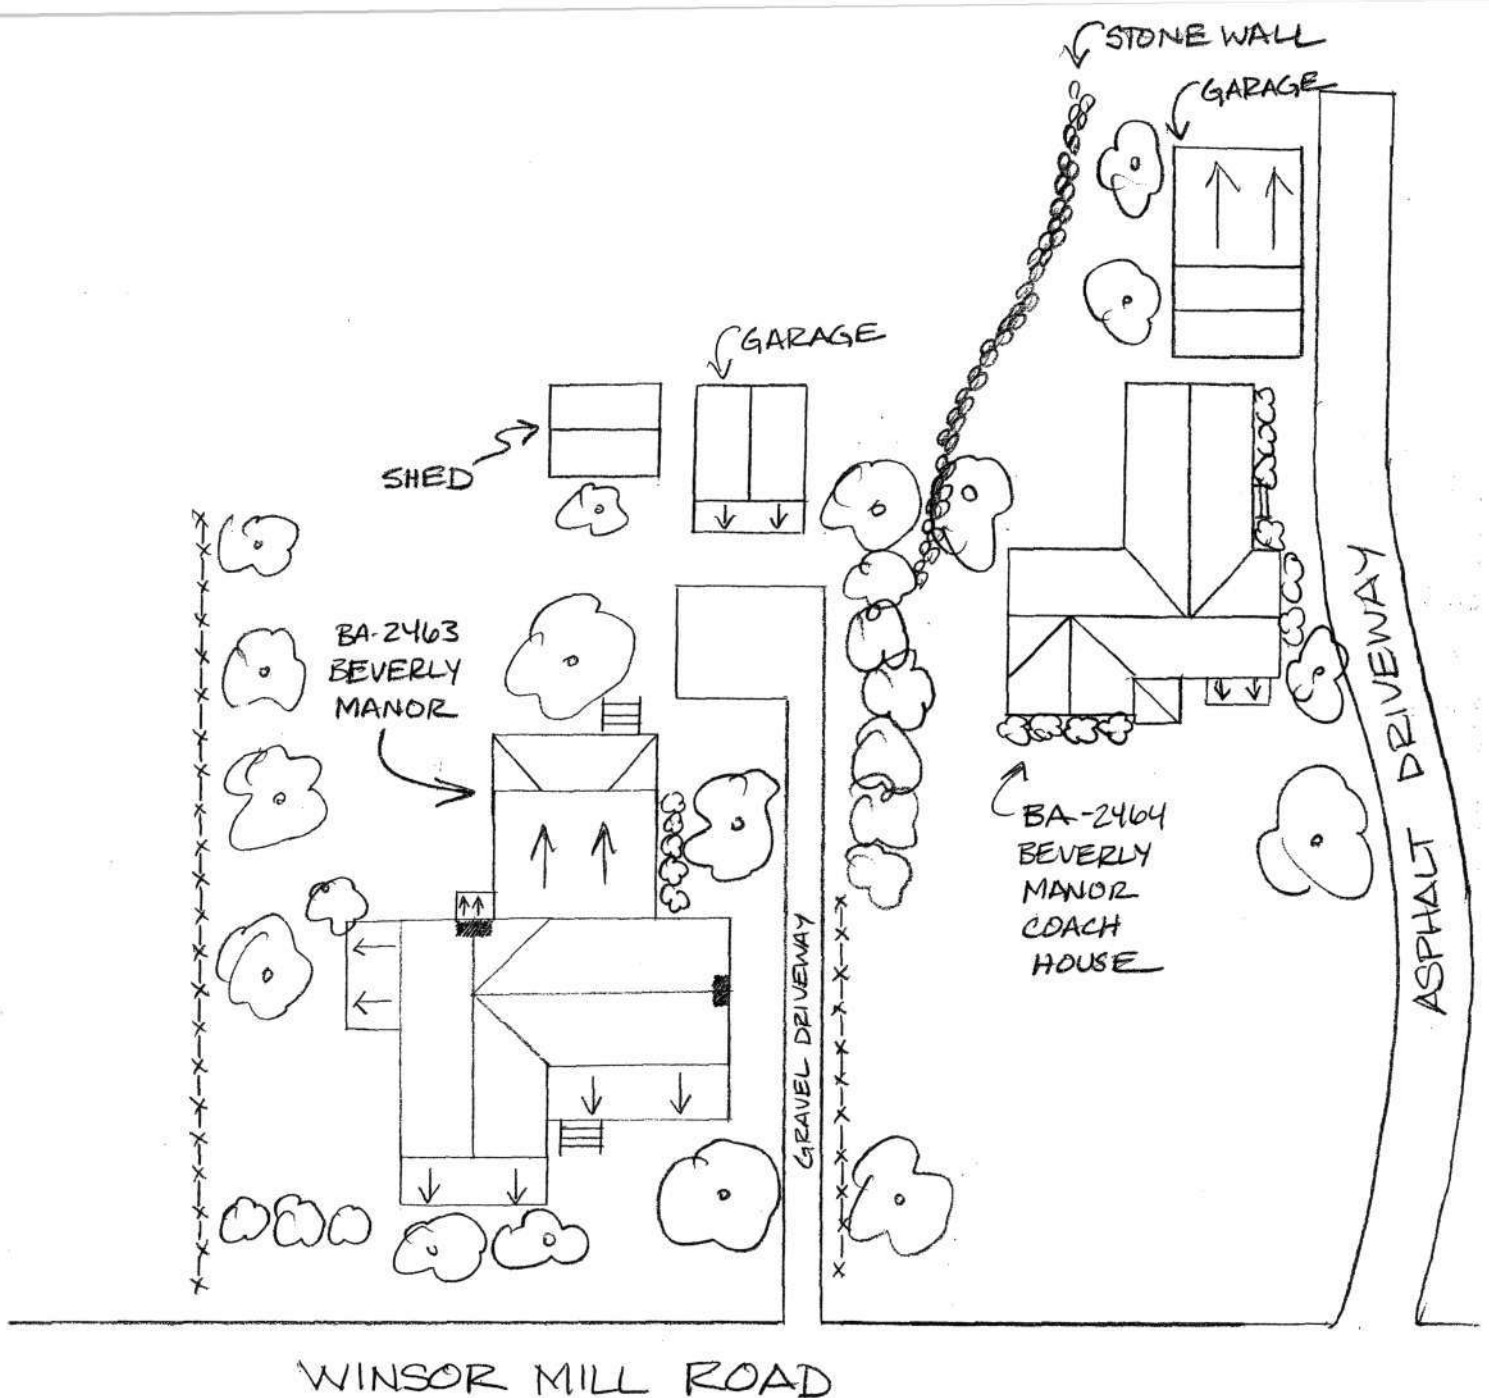 STONE WALL
GARAGE
GARAGE
SHED
BA-2463
BEVERLY
MANOR
BA-2464
BEVERLY
MANOR
COACH
HOUSE
GRAVEL DRIVEWAY
ASPHALT DRIVEWAY
WINSOR MILL ROAD